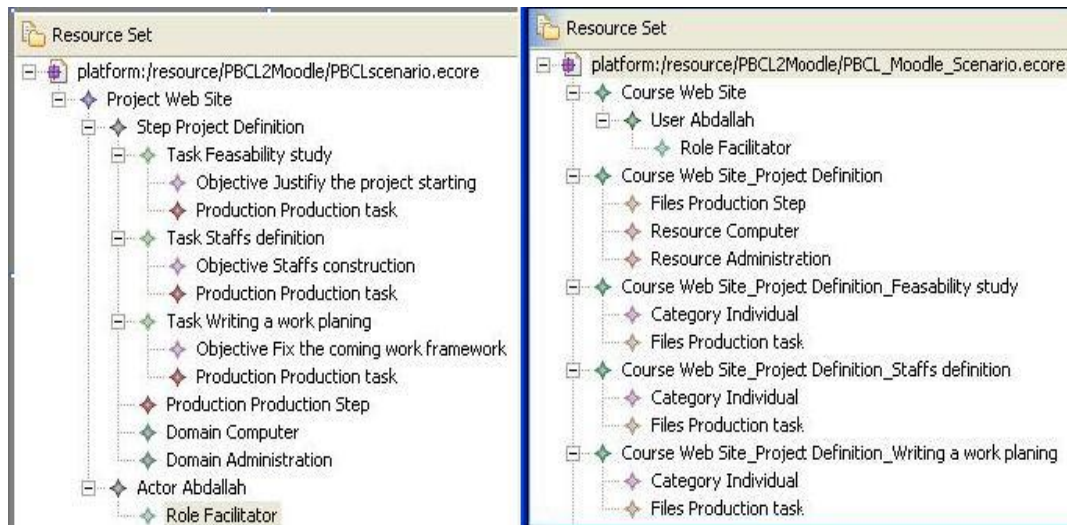 Resource Set
platform:/resource/PBCL2Moodle/PBCLscenario.ecore
Project Web Site
Step Project Definition
Task Feasability study
Objective Justifiy the project starting
Production Production task
Task Staffs definition
Objective Staffs construction
Production Production task
Task Writing a work planing
Objective Fix the coming work framework
Production Production task
Production Production Step
Domain Computer
Domain Administration
Actor Abdallah
Role Facilitator
Resource Set
platform:/resource/PBCL2Moodle/PBCL_Moodle_Scenario.ecore
Course Web Site
User Abdallah
Role Facilitator
Course Web Site_Project Definition
Files Production Step
Resource Computer
Resource Administration
Course Web Site_Project Definition_Feasability study
Category Individual
Files Production task
Course Web Site_Project Definition_Staffs definition
Category Individual
Files Production task
Course Web Site_Project Definition_Writing a work planing
Category Individual
Files Production task